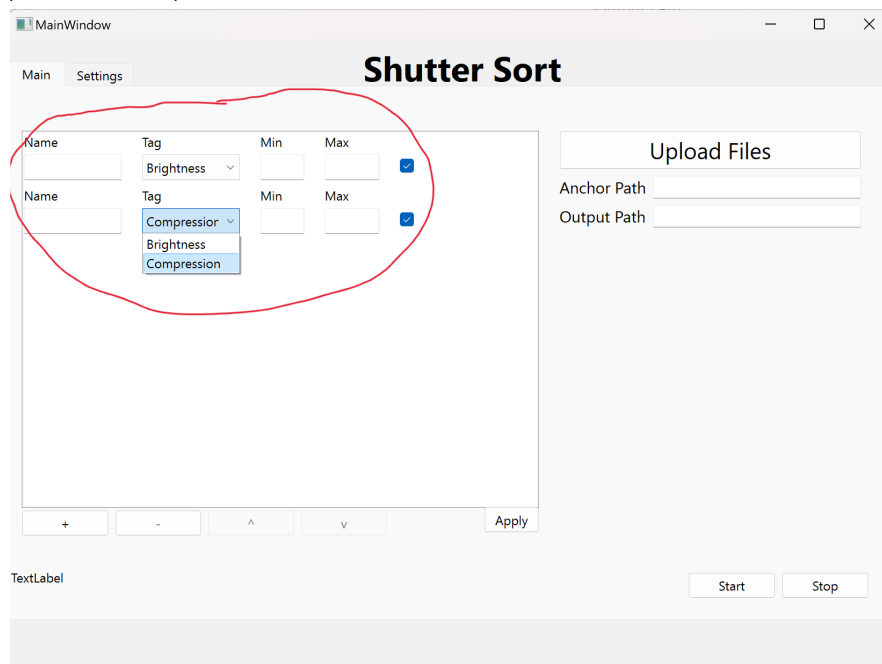 MainWindow
Shutter Sort
Main Settings
Name Tag Min Max
Brightness
Name Tag Min Max
Compression
Brightness
Compression
+ - ^ v Apply
Upload Files
Anchor Path
Output Path
TextLabel
Start Stop